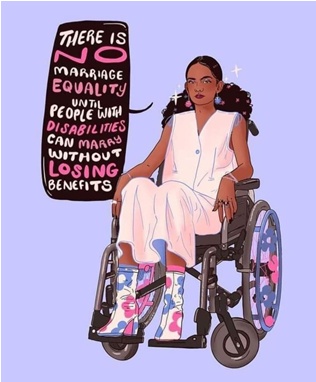 THERE IS
NO
MARRIAGE
EQUALITY
UNTIL
PEOPLE WITH
DISABILITIES
CAN MARRY
WITHOUT
LOSING
BENEFITS